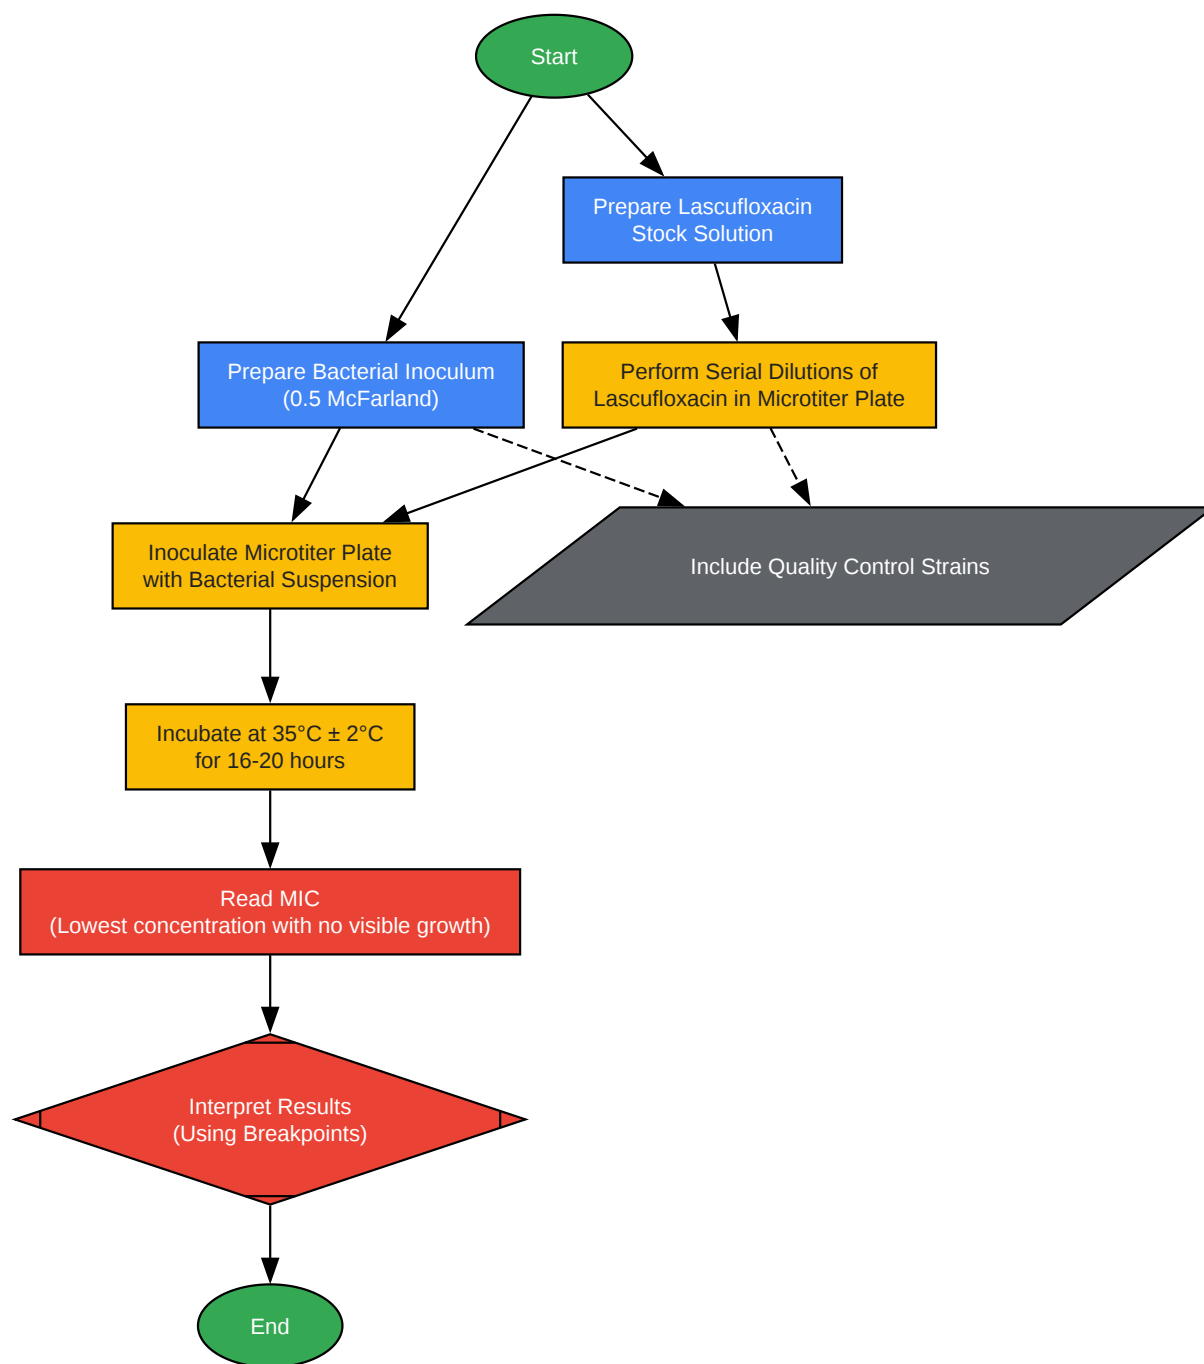 Start
Prepare Lascufloxacin
Stock Solution
Prepare Bacterial Inoculum
(0.5 McFarland)
Perform Serial Dilutions of
Lascufloxacin in Microtiter Plate
Inoculate Microtiter Plate
with Bacterial Suspension
Include Quality Control Strains
Incubate at 35°C ± 2°C
for 16-20 hours
Read MIC
(Lowest concentration with no visible growth)
Interpret Results
(Using Breakpoints)
End